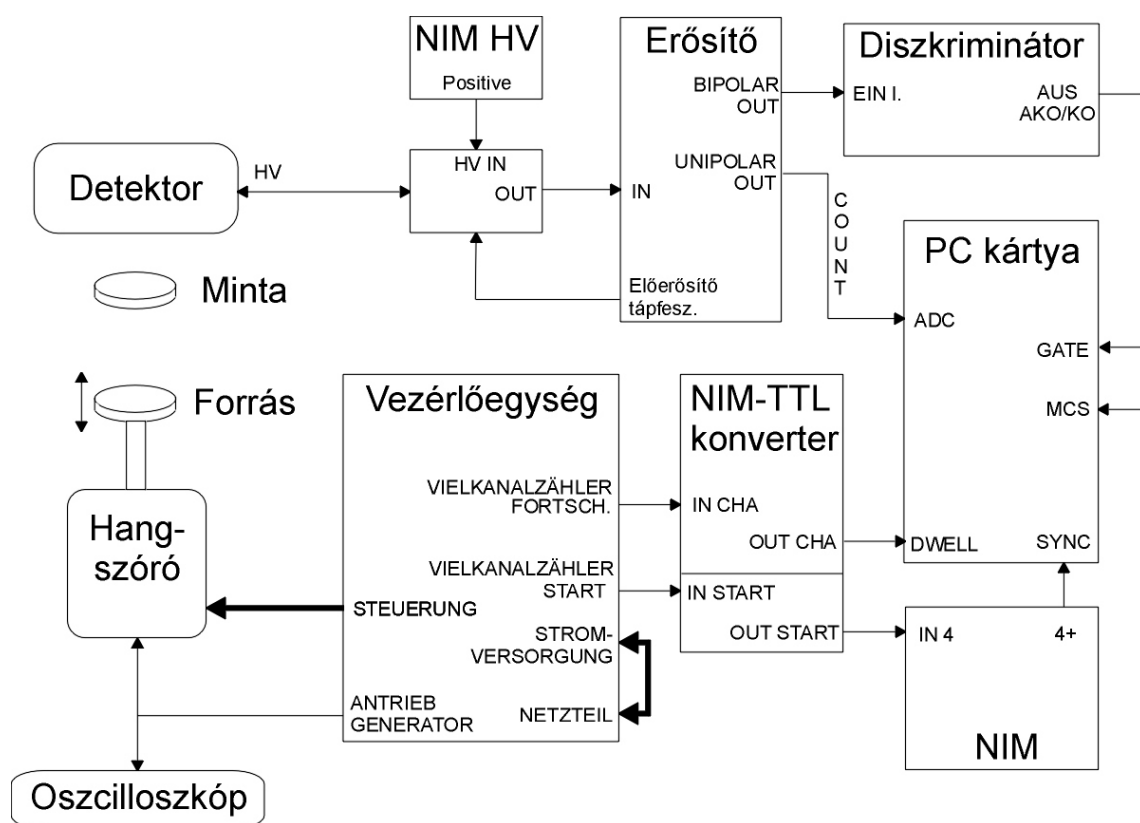 NIM HV
Positive
Erősítő
BIPOLAR
OUT
UNIPOLAR
OUT
IN
Előerősítő
tápfesz.
Diszkriminátor
EIN I.
AUS
AKO/KO
Detektor
HV
HV IN
OUT
COUNT
Minta
PC kártya
ADC
GATE
MCS
DWELL
SYNC
Forrás
Hang-
szóró
Vezérlőegység
VIELKANALZÄHLER
FORTSCH.
VIELKANALZÄHLER
START
STEUERUNG
STROM-
VERSORGUNG
ANTRIEB
GENERATOR
NETZTEIL
NIM-TTL
konverter
IN CHA
OUT CHA
IN START
OUT START
IN 4
4+
NIM
Oszcilloszkóp